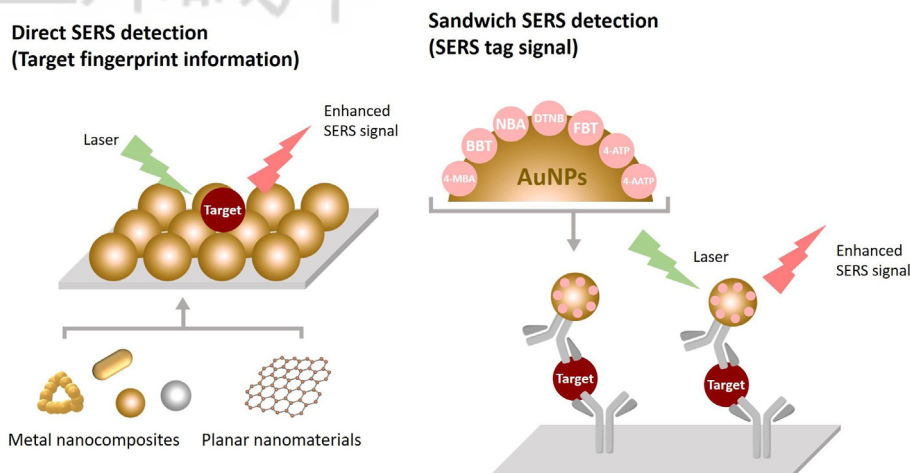 Direct SERS detection
(Target fingerprint information)
Laser
Enhanced
SERS signal
Target
Metal nanocomposites
Planar nanomaterials
Sandwich SERS detection
(SERS tag signal)
4-MBA
BBT
NBA
DTNB
FBT
4-ATP
4-AATP
AuNPs
Laser
Enhanced
SERS signal
Target
Target